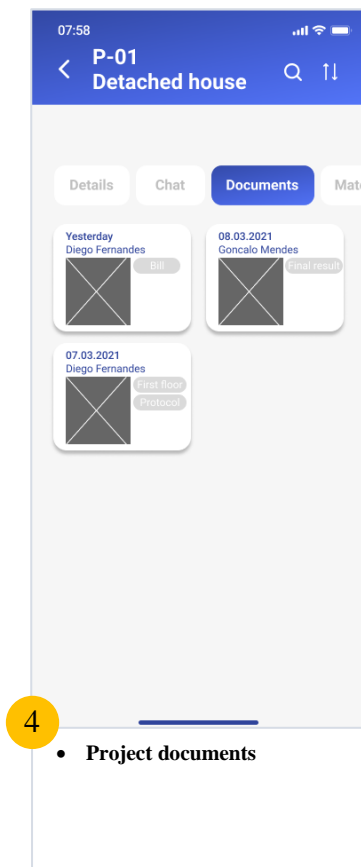 07:58
P-01
Detached house
Details Chat Documents Mate
Yesterday
Diego Fernandes
Bill
08.03.2021
Goncalo Mendes
Final result
07.03.2021
Diego Fernandes
First floor
Protocol
4
• Project documents